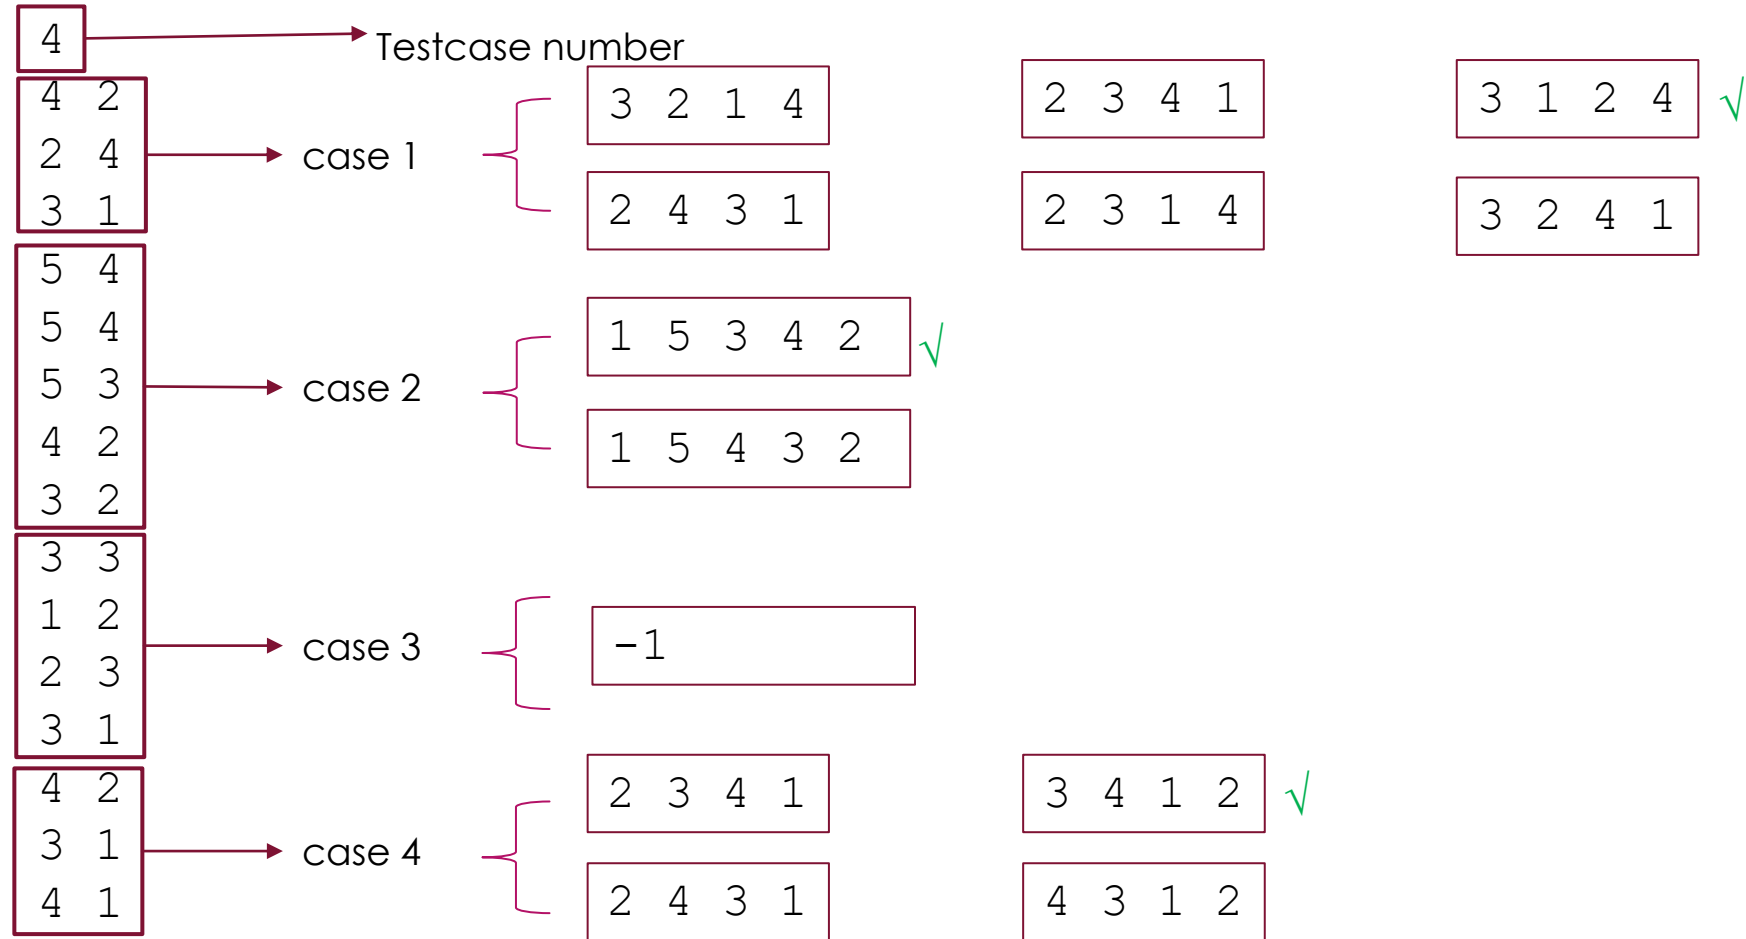 4
Testcase number
4 2
2 4
3 1
case 1
3 2 1 4
2 3 4 1
3 1 2 4 √
2 4 3 1
2 3 1 4
3 2 4 1
5 4
5 4
5 3
4 2
3 2
case 2
1 5 3 4 2 √
1 5 4 3 2
3 3
1 2
2 3
3 1
case 3
-1
4 2
3 1
4 1
case 4
2 3 4 1
3 4 1 2 √
2 4 3 1
4 3 1 2